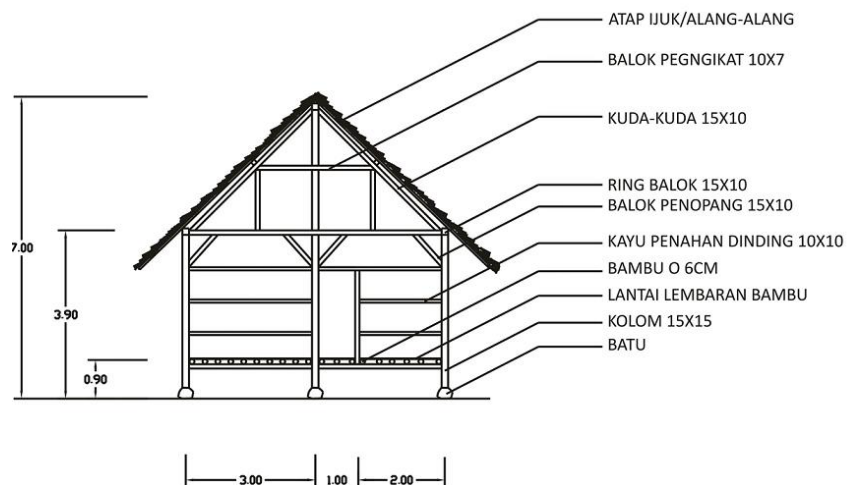 ATAP IJUK/ALANG-ALANG
BALOK PEGNGIKAT 10X7
KUDA-KUDA 15X10
RING BALOK 15X10
BALOK PENOPANG 15X10
KAYU PENAHAN DINDING 10X10
BAMBU O 6CM
LANTAI LEMBARAN BAMBU
KOLOM 15X15
BATU
7.00
3.90
0.90
3.00
1.00
2.00